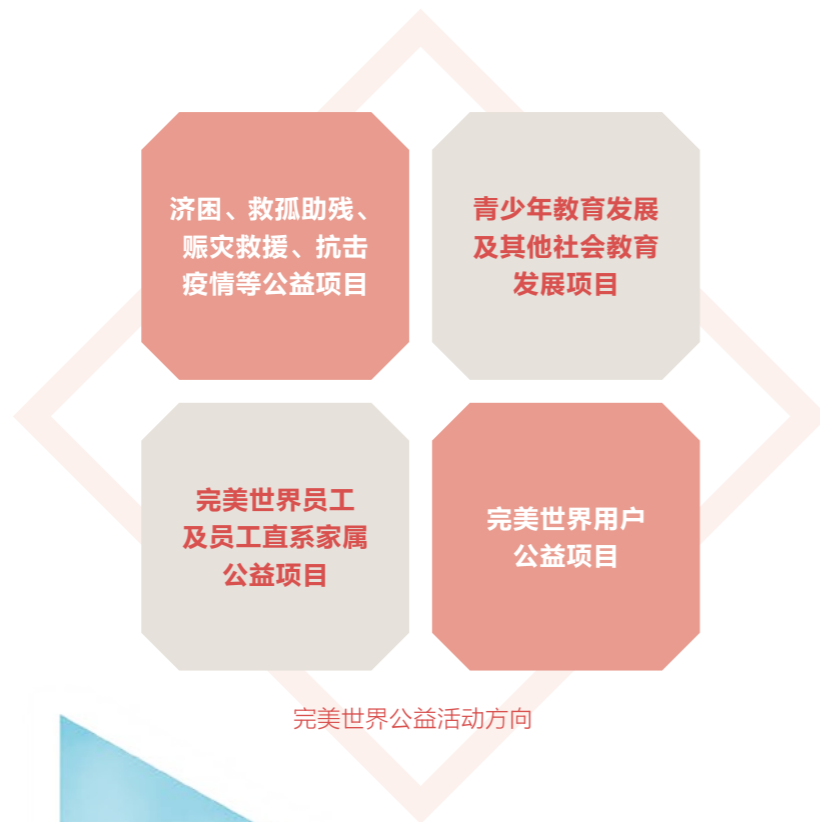 济困、救孤助残、
赈灾救援、抗击
疫情等公益项目
青少年教育发展
及其他社会教育
发展项目
完美世界员工
及员工直系家属
公益项目
完美世界用户
公益项目
完美世界公益活动方向